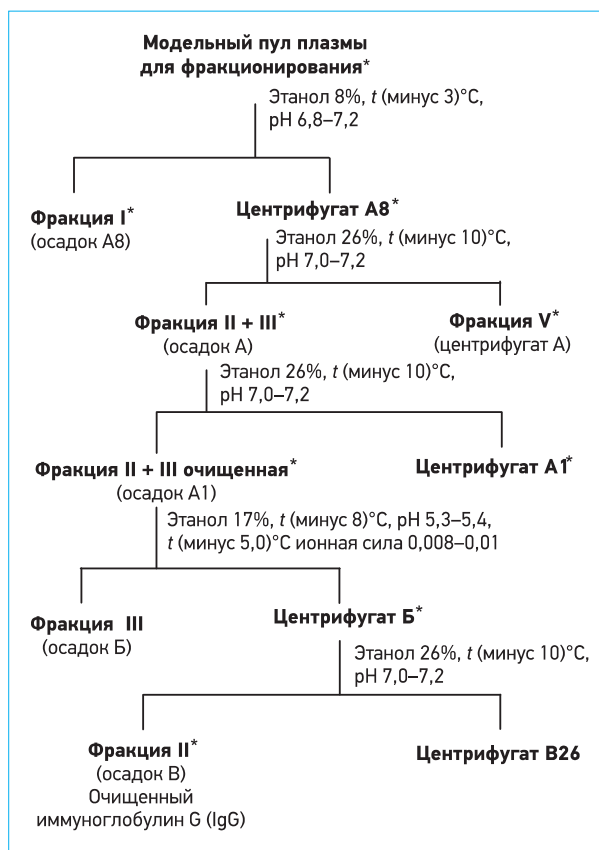 Модельный пул плазмы
для фракционирования*
Этанол 8%, t (минус 3)°C,
pH 6,8–7,2
Фракция I*
(осадок А8)
Центрифугат А8*
Этанол 26%, t (минус 10)°C,
pH 7,0–7,2
Фракция II + III*
(осадок А)
Фракция V*
(центрифугат А)
Этанол 26%, t (минус 10)°C,
pH 7,0–7,2
Фракция II + III очищенная*
(осадок А1)
Центрифугат А1*
Этанол 17%, t (минус 8)°C, pH 5,3–5,4,
t (минус 5,0)°C ионная сила 0,008–0,01
Фракция III
(осадок Б)
Центрифугат Б*
Этанол 26%, t (минус 10)°C,
pH 7,0–7,2
Фракция II*
(осадок В)
Очищенный
иммуноглобулин G (IgG)
Центрифугат В26